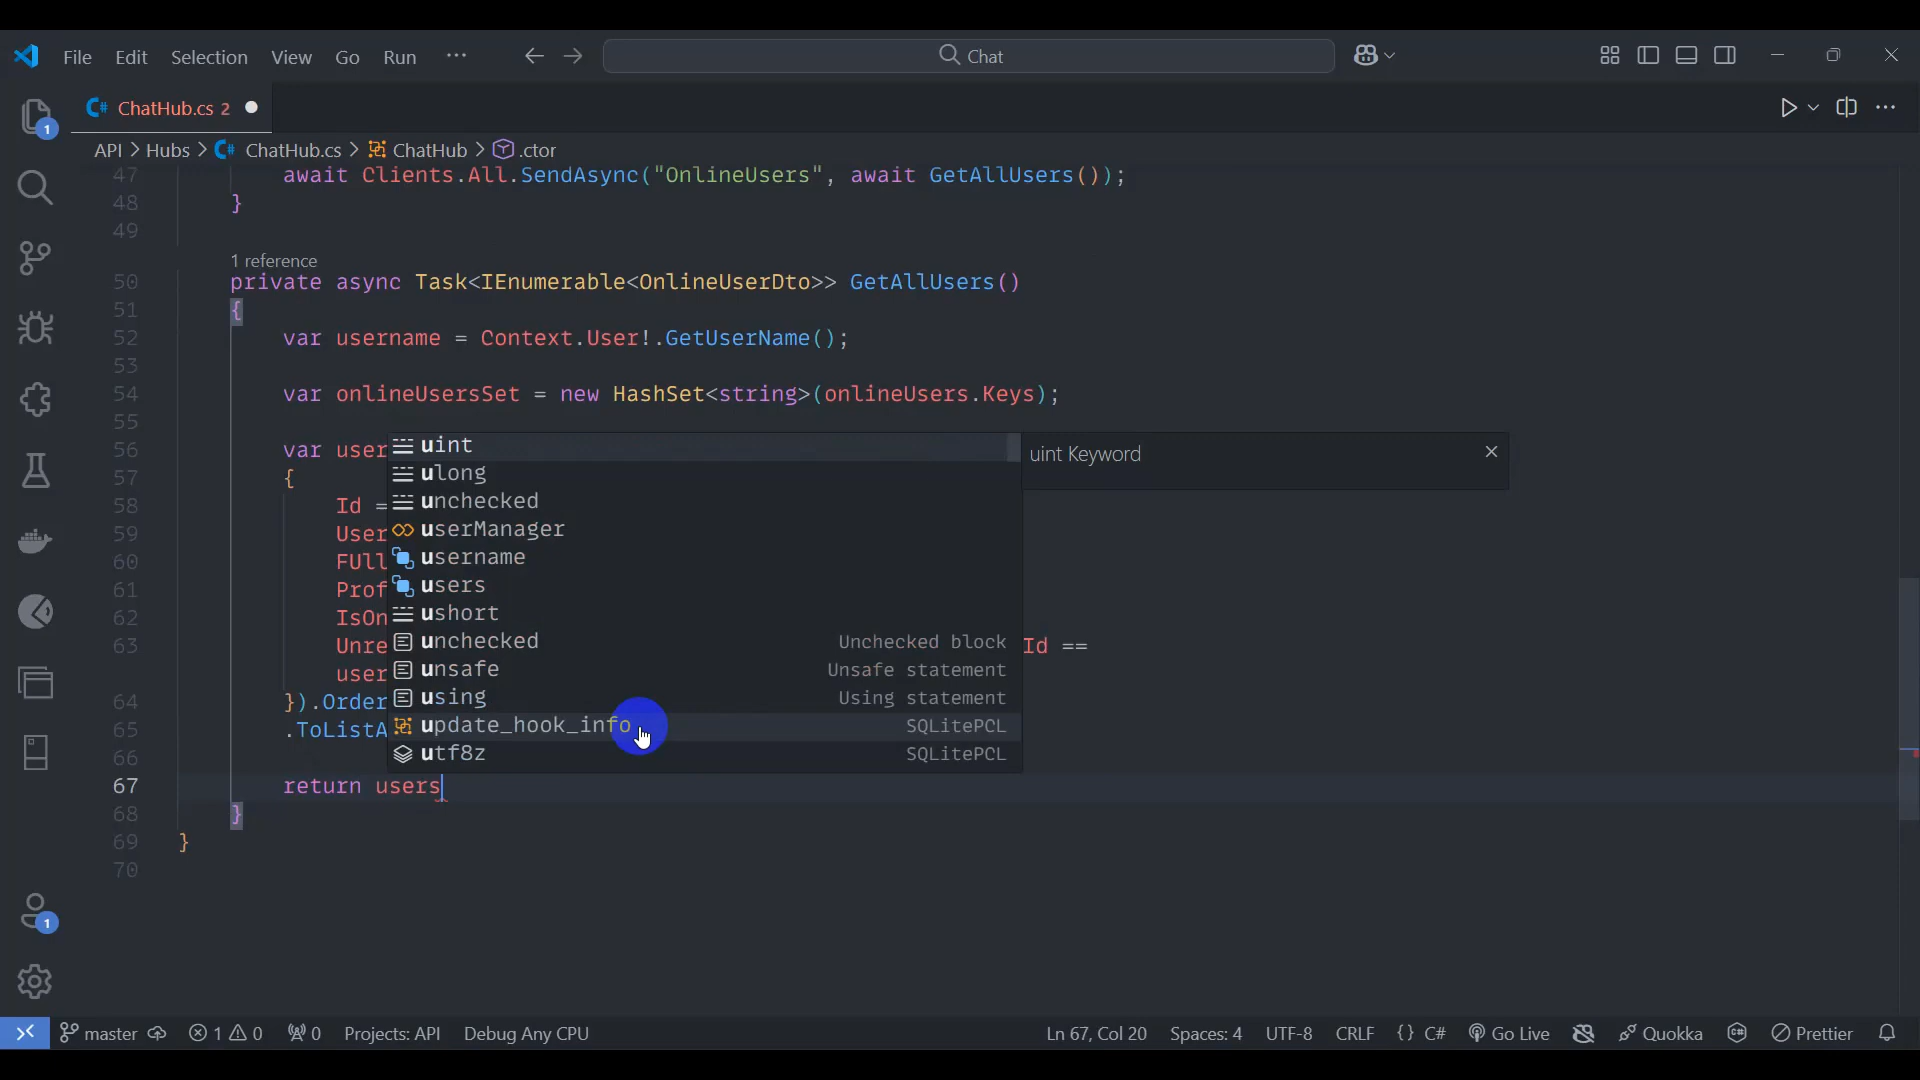 File Edit Selection View Go Run ··· Chat
ChatHub.cs 2
API > Hubs > ChatHub.cs > ChatHub > .ctor
47 await Clients.All.SendAsync("OnlineUsers", await GetAllUsers());
48 }
49
1 reference
50 private async Task<IEnumerable<OnlineUserDto>> GetAllUsers()
51 {
52 var username = Context.User!.GetUserName();
53
54 var onlineUsersSet = new HashSet<string>(onlineUsers.Keys);
55
56 var user
uint
uint Keyword
ulong
57 {
unchecked
58 Id =
userManager
59 User
username
60 FUll
users
61 Prof
ushort
62 IsOn
unchecked Unchecked block
63 Unre Id ==
unsafe Unsafe statement
user
using Using statement
64 }).Order
update_hook_info SQLitePCL
65 .ToListA
utf8z SQLitePCL
66
67 return users
68 }
69 }
70
1
1
master 1 0 0 Projects: API Debug Any CPU Ln 67, Col 20 Spaces: 4 UTF-8 CRLF {} C# Go Live Quokka Prettier